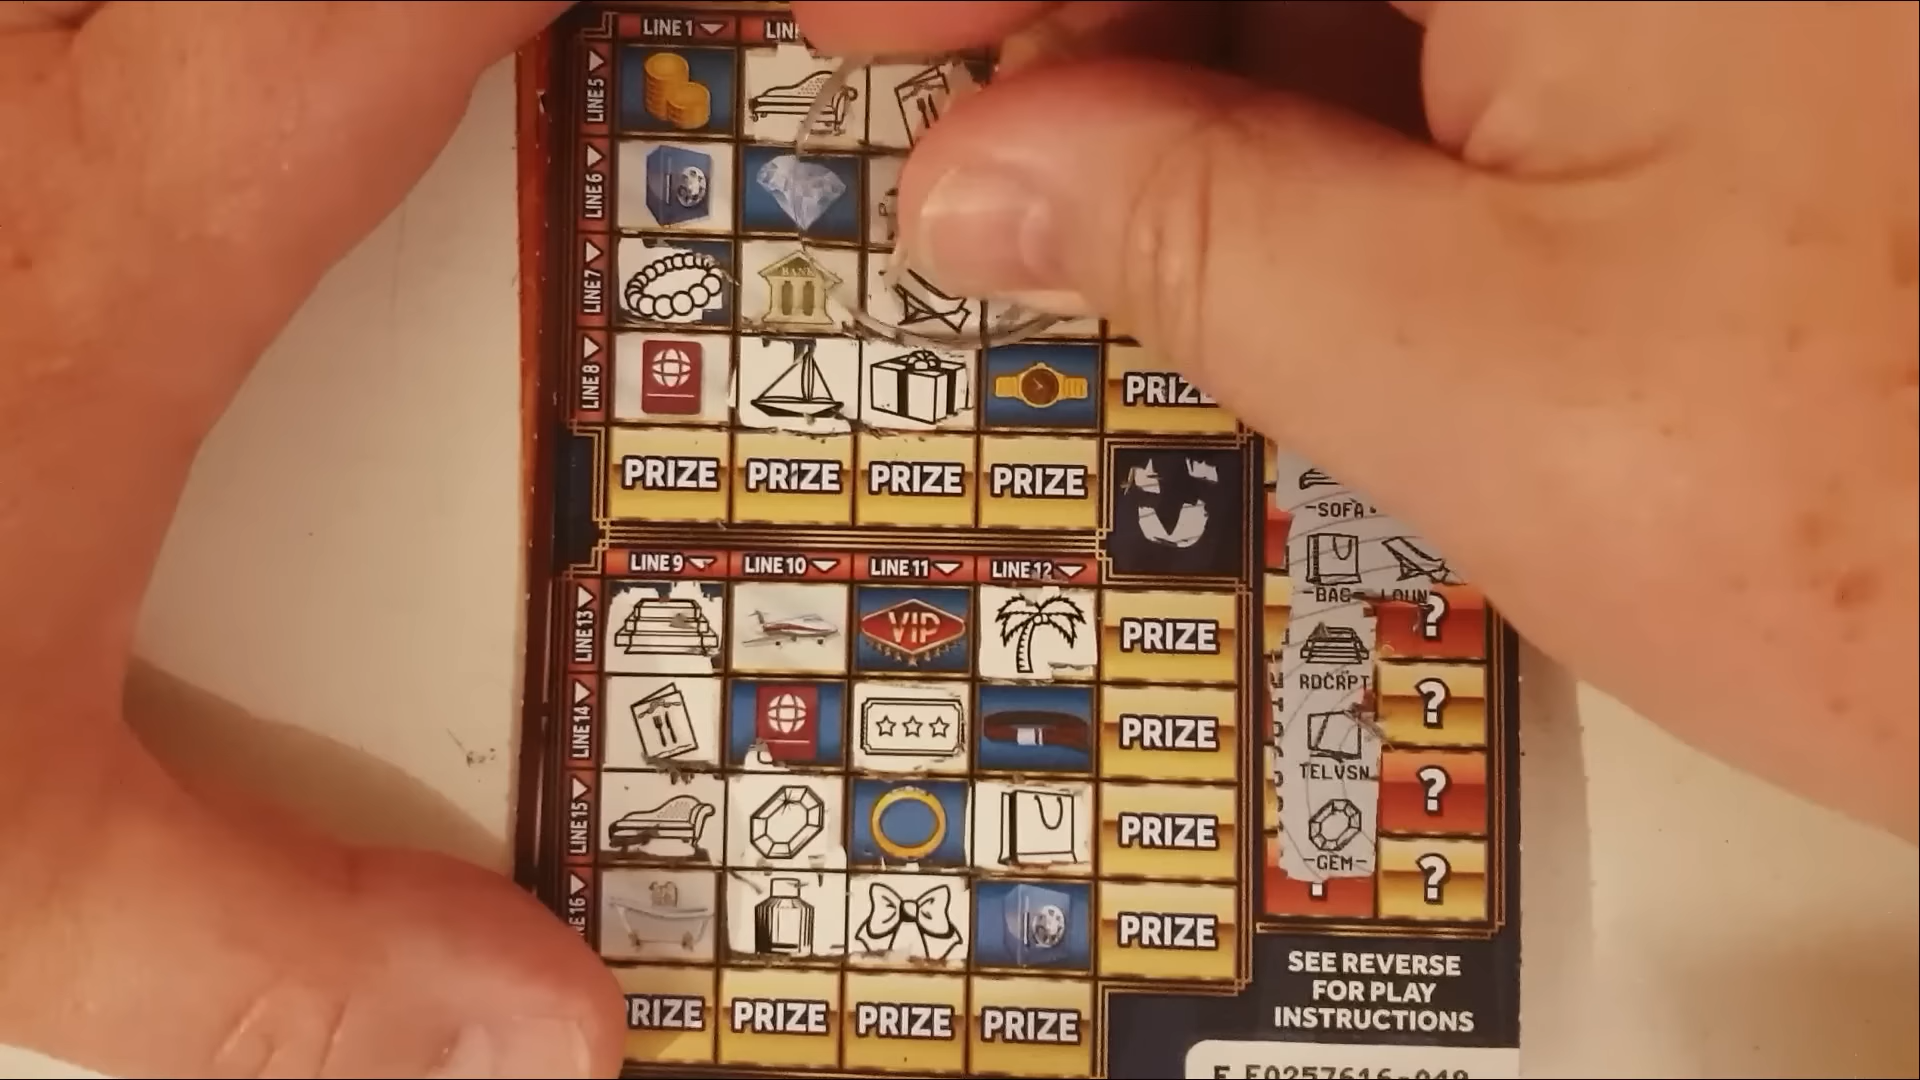 LINE 1
LINE 5
LINE 6
LINE 7
BANK
LINE 8
PRIZE PRIZE PRIZE PRIZE
-SOFA-
-BAG-
RDCRPT
TELVSN
-GEM-
? ? ? ?
LINE 9 LINE 10 LINE 11 LINE 12
LINE 13
VIP
PRIZE
LINE 14
PRIZE
LINE 15
PRIZE
PRIZE
PRIZE PRIZE PRIZE
SEE REVERSE
FOR PLAY
INSTRUCTIONS